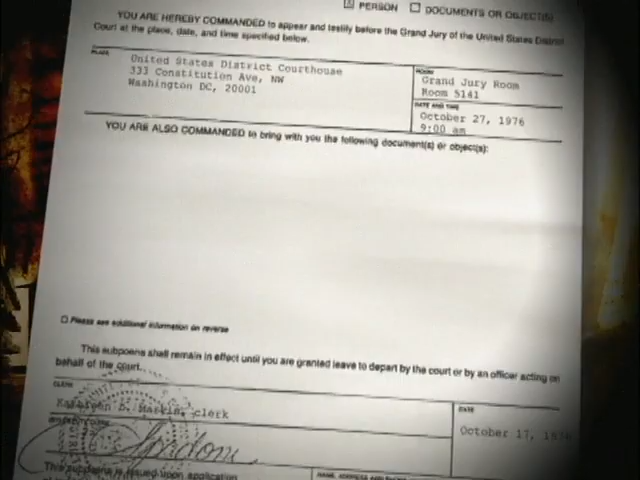 PERSON
DOCUMENTS OR OBJECT(S)
YOU ARE HEREBY COMMANDED to appear and testify before the Grand Jury of the United States District
Court at the place, date, and time specified below.
PLACE
United States District Courthouse
333 Constitution Ave, NW
Washington DC, 20001
ROOM
Grand Jury Room
Room 5141
DATE AND TIME
October 27, 1976
9:00 am
YOU ARE ALSO COMMANDED to bring with you the following document(s) or object(s):
Please see additional information on reverse
This subpoena shall remain in effect until you are granted leave to depart by the court or by an officer acting on
behalf of the court.
CLERK
clerk
DATE
October 17, 
This subpoena is issued upon application